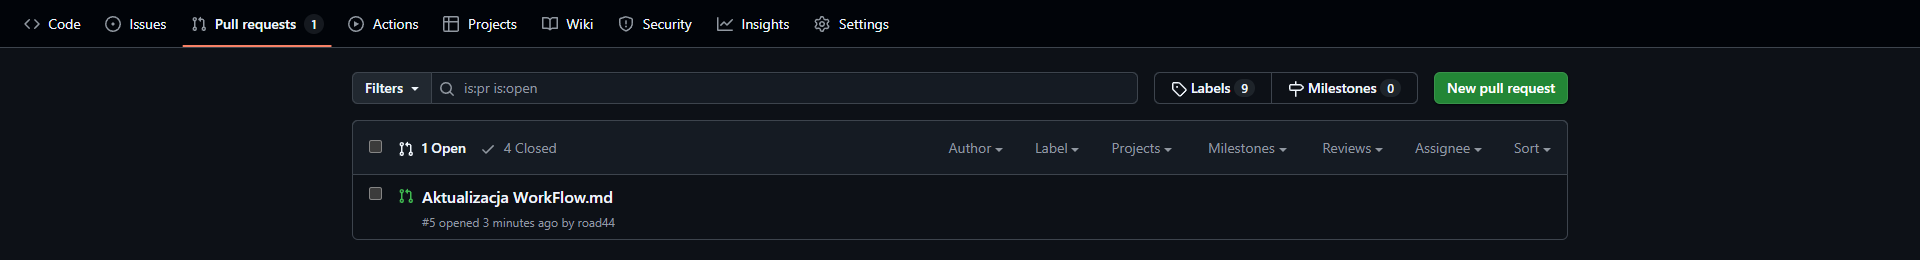 Code Issues Pull requests 1 Actions Projects Wiki Security Insights Settings
Filters is:pr is:open Labels 9 Milestones 0 New pull request
1 Open 4 Closed Author Label Projects Milestones Reviews Assignee Sort
Aktualizacja WorkFlow.md
#5 opened 3 minutes ago by road44